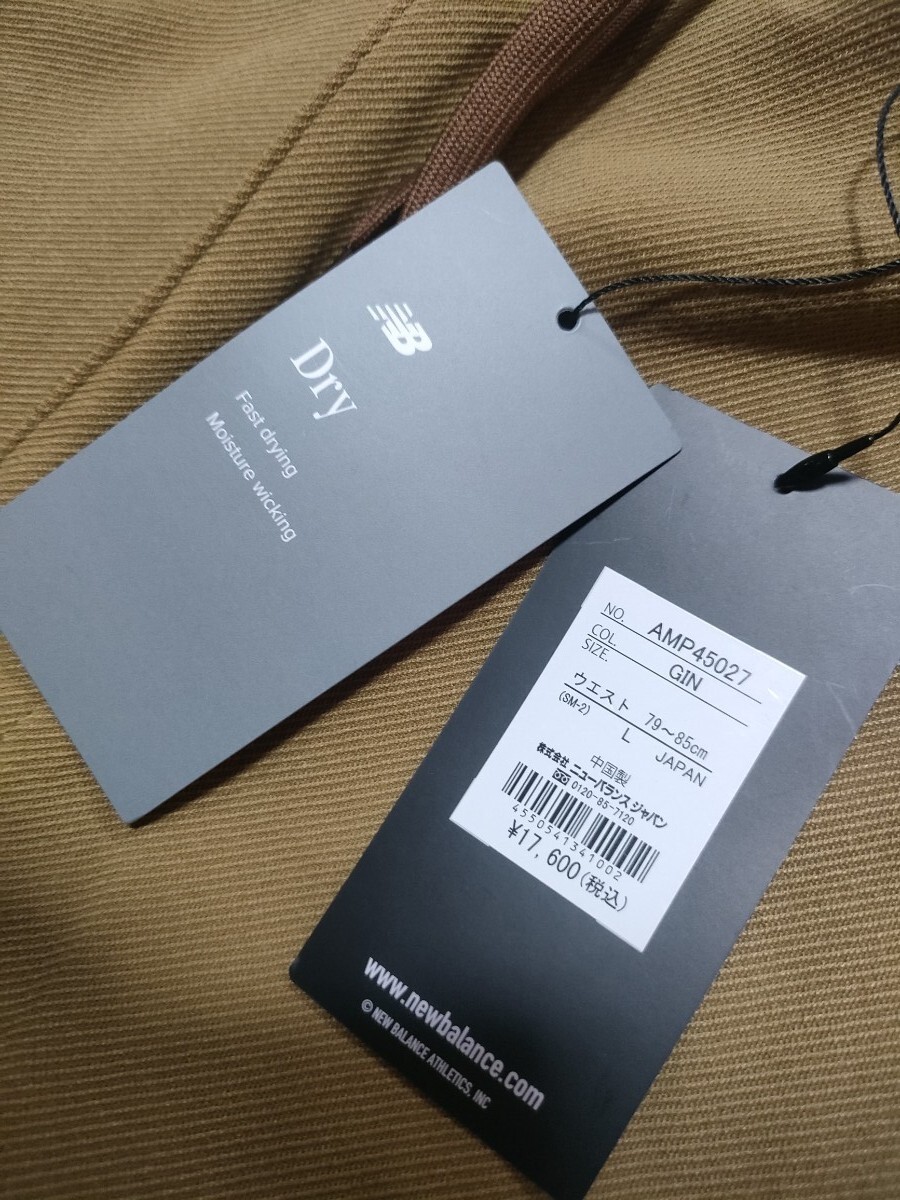 NB
Dry
Fast drying
Moisture wicking
NO. AMP45027
COL. GIN
SIZE.
ウエスト 79〜85cm
(SM-2) L JAPAN
中国製
株式会社 ニューバランス ジャパン
0120-85-7120
4550541341002
¥17,600(税込)
www.newbalance.com
© NEW BALANCE ATHLETICS, INC